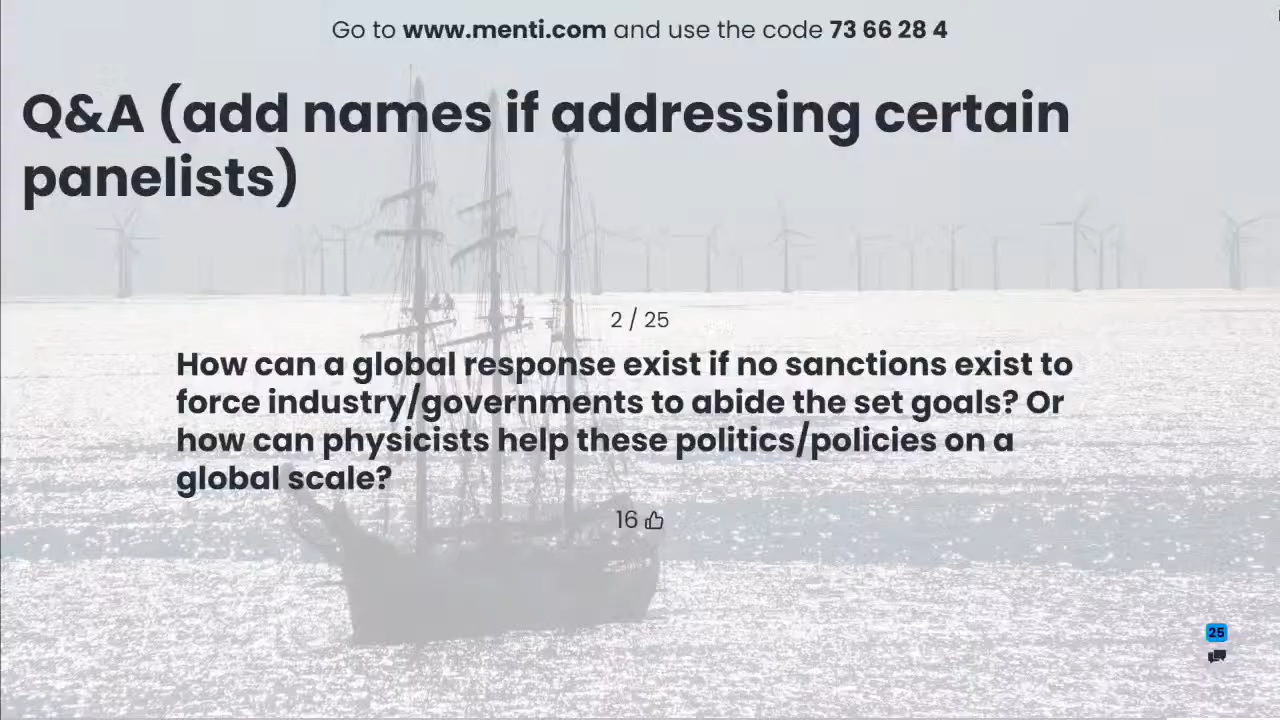 Go to www.menti.com and use the code 73 66 28 4
Q&A (add names if addressing certain
panelists)
2 / 25
How can a global response exist if no sanctions exist to
force industry/governments to abide the set goals? Or
how can physicists help these politics/policies on a
global scale?
16
25